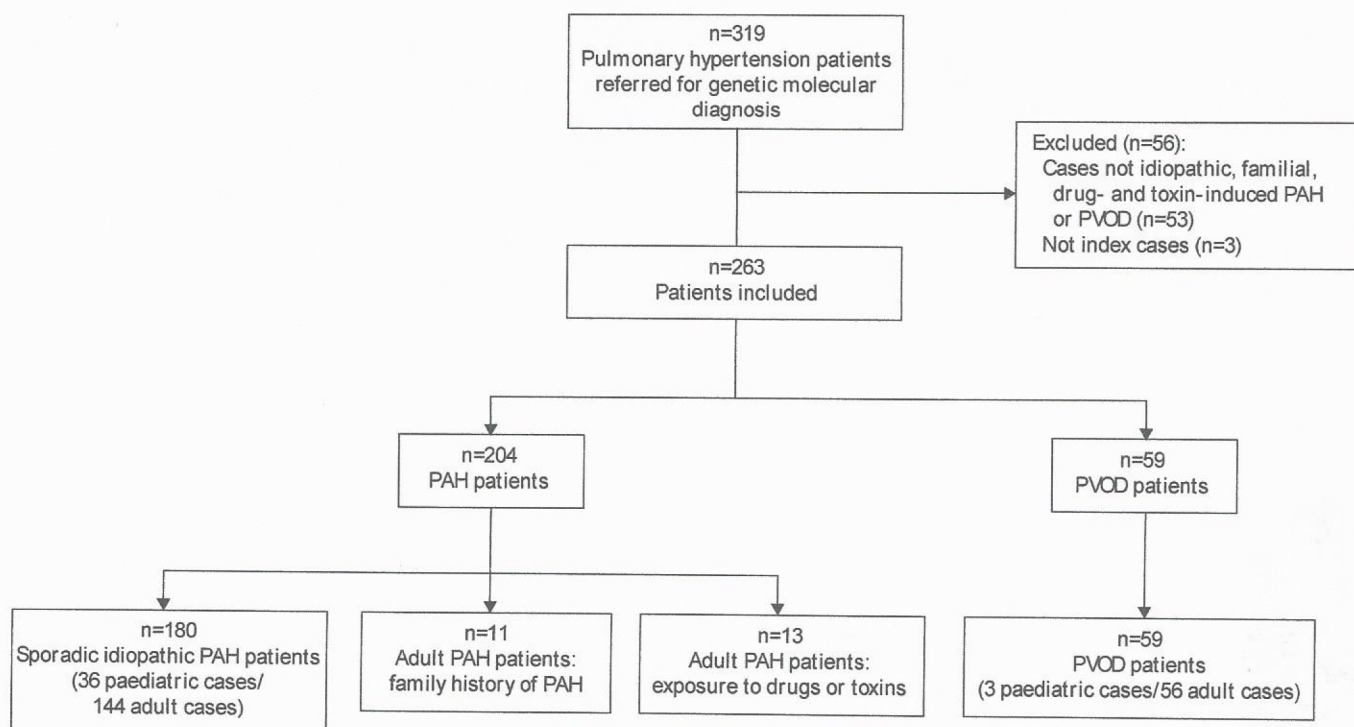 n=319
Pulmonary hypertension patients
referred for genetic molecular
diagnosis
Excluded (n=56):
Cases not idiopathic, familial,
drug- and toxin-induced PAH
or PVOD (n=53)
Not index cases (n=3)
n=263
Patients included
n=204
PAH patients
n=59
PVOD patients
n=180
Sporadic idiopathic PAH patients
(36 paediatric cases/
144 adult cases)
n=11
Adult PAH patients:
family history of PAH
n=13
Adult PAH patients:
exposure to drugs or toxins
n=59
PVOD patients
(3 paediatric cases/56 adult cases)